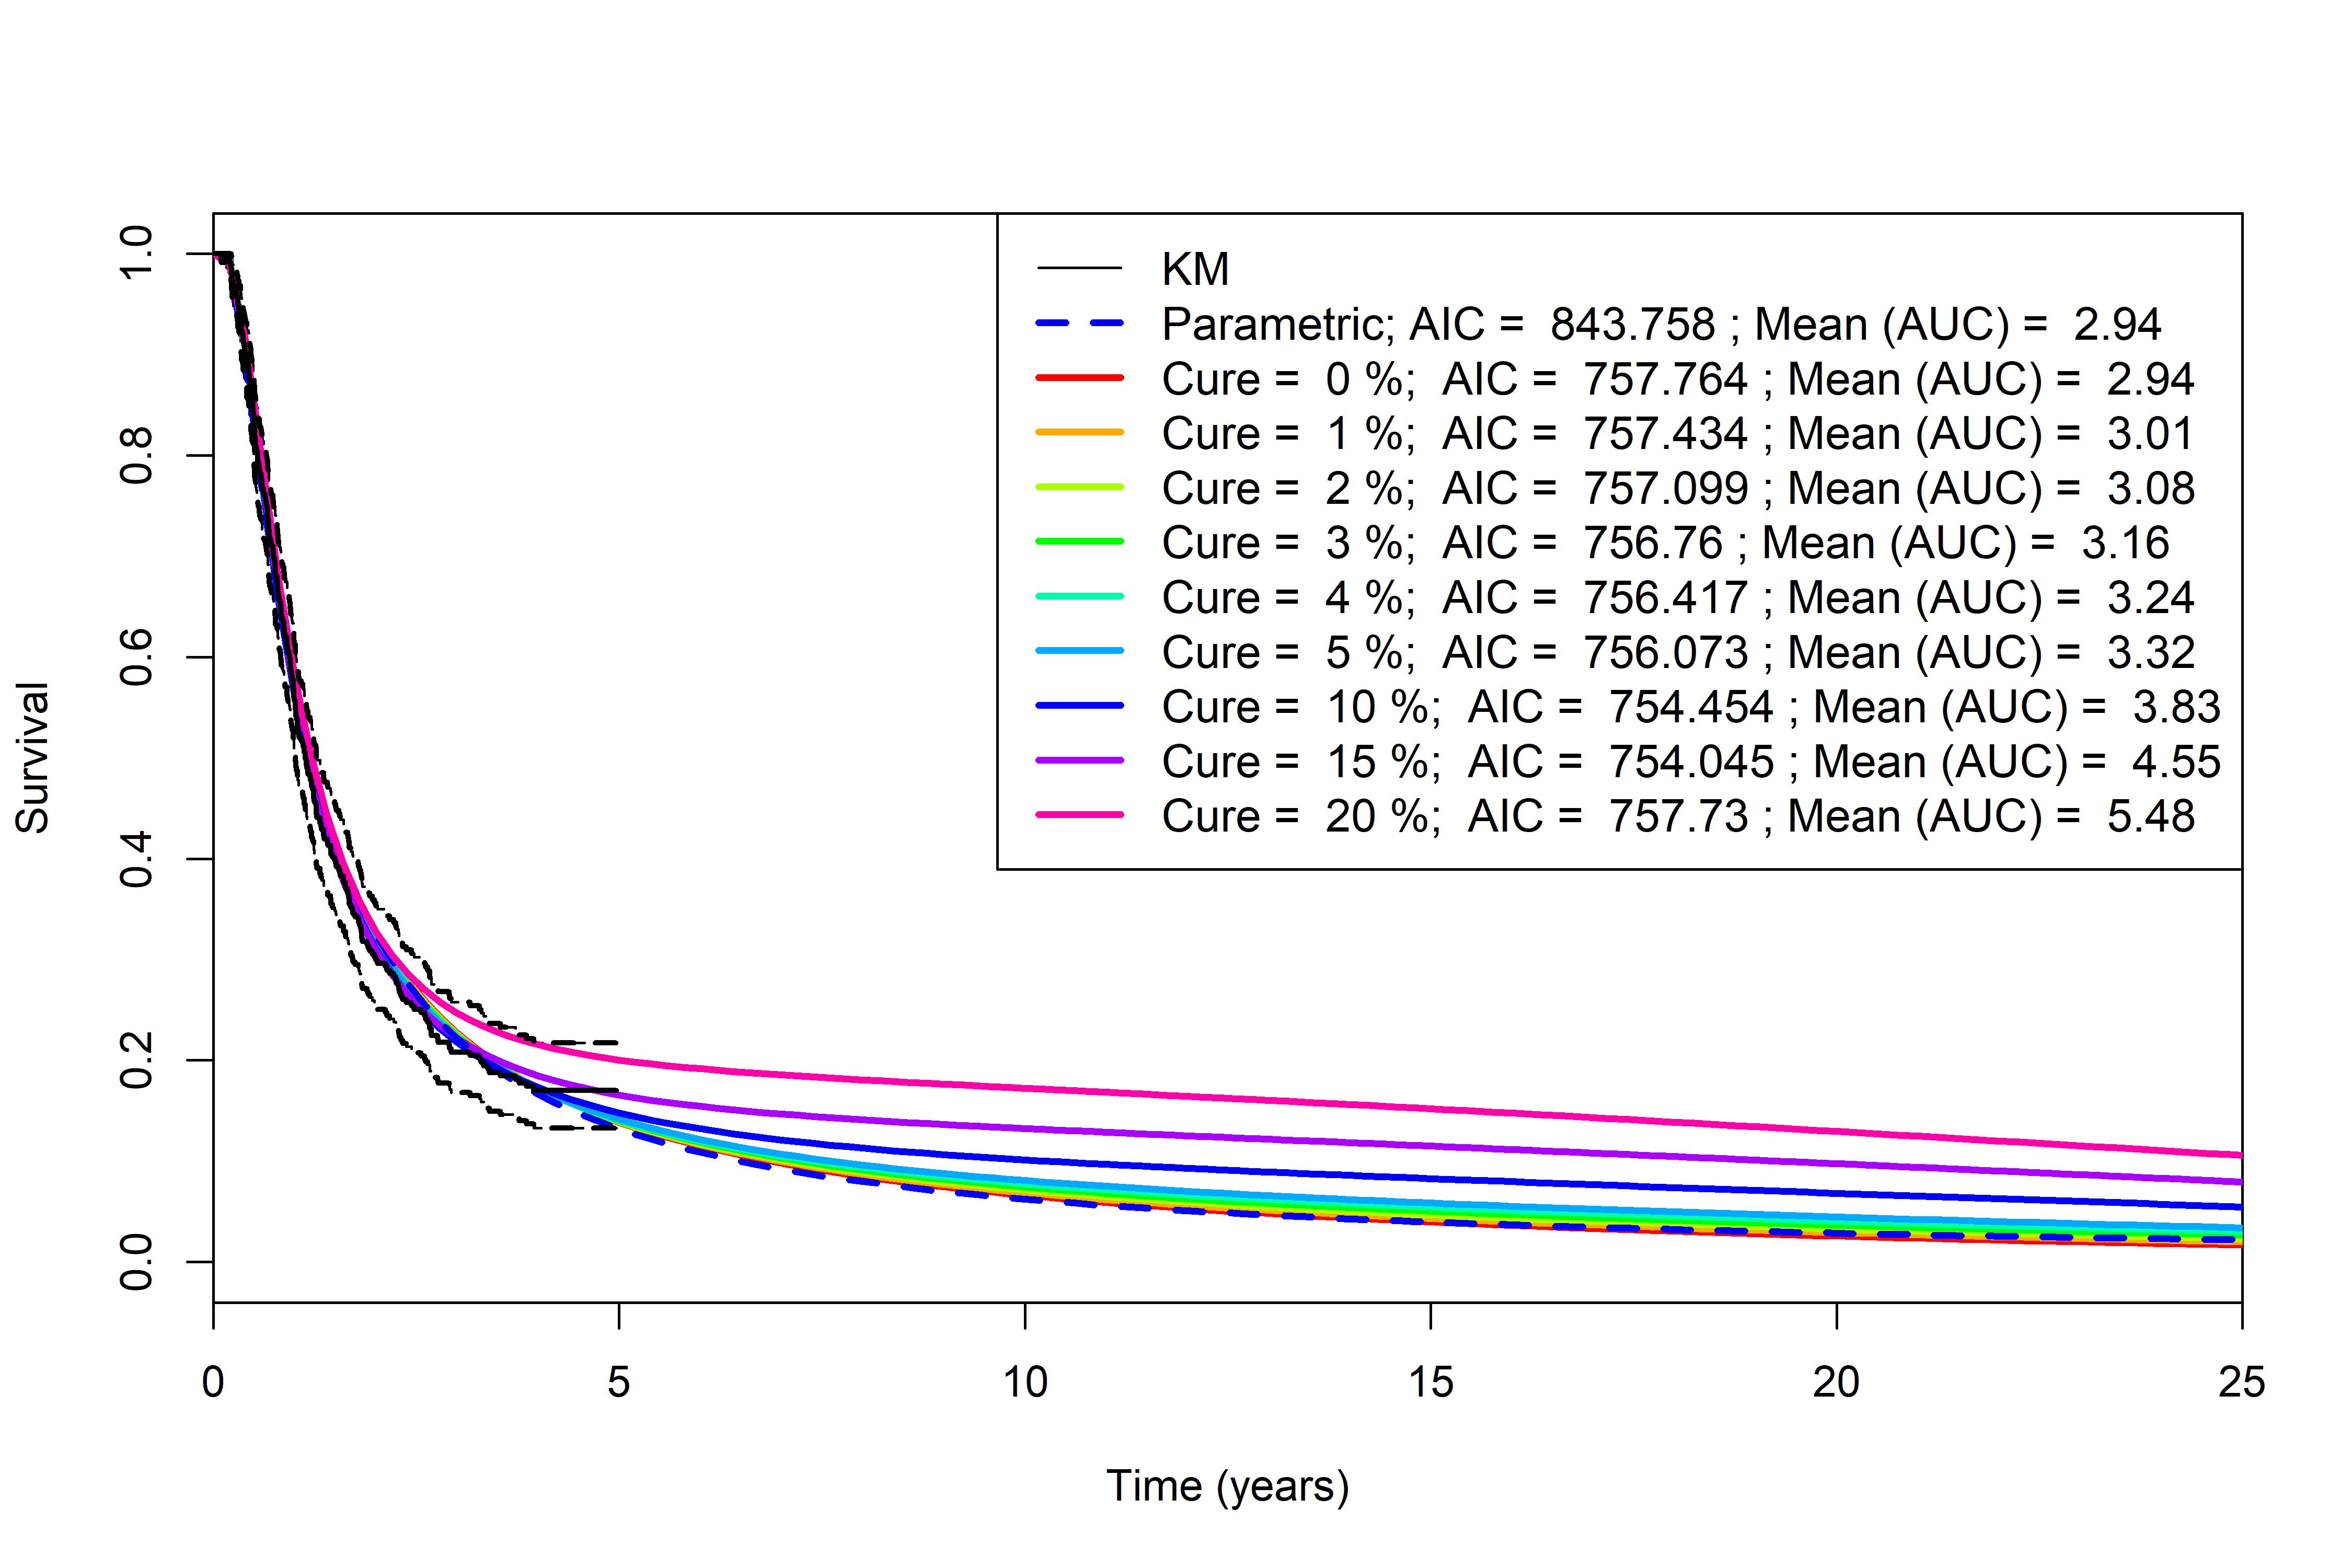 KM
Parametric; AIC = 843.758 ; Mean (AUC) = 2.94
Cure = 0 %; AIC = 757.764 ; Mean (AUC) = 2.94
Cure = 1 %; AIC = 757.434 ; Mean (AUC) = 3.01
Cure = 2 %; AIC = 757.099 ; Mean (AUC) = 3.08
Cure = 3 %; AIC = 756.76 ; Mean (AUC) = 3.16
Cure = 4 %; AIC = 756.417 ; Mean (AUC) = 3.24
Cure = 5 %; AIC = 756.073 ; Mean (AUC) = 3.32
Cure = 10 %; AIC = 754.454 ; Mean (AUC) = 3.83
Cure = 15 %; AIC = 754.045 ; Mean (AUC) = 4.55
Cure = 20 %; AIC = 757.73 ; Mean (AUC) = 5.48
Survival
1.0
0.8
0.6
0.4
0.2
0.0
0 5 10 15 20 25
Time (years)